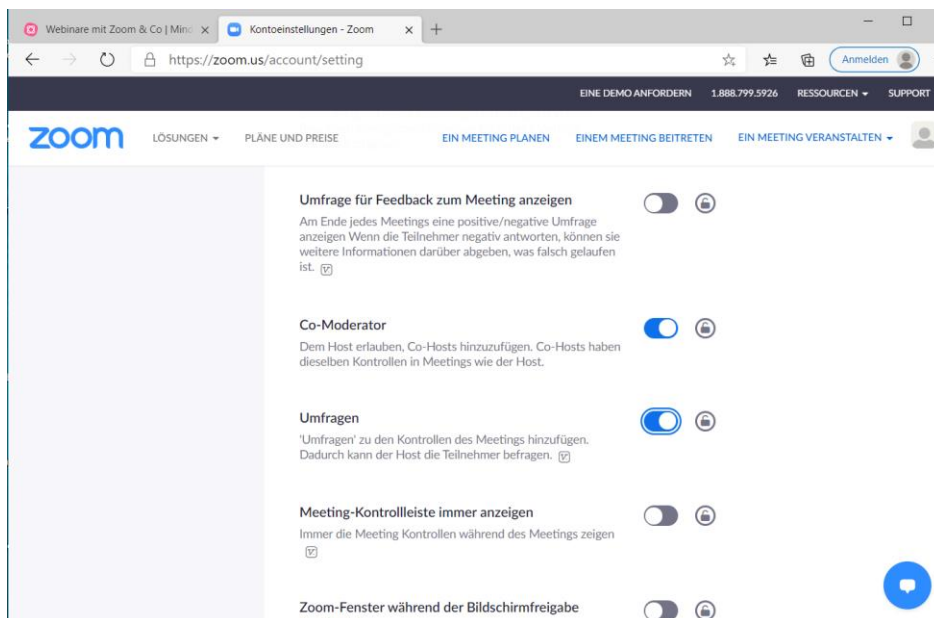 Webinare mit Zoom & Co | Mind
Kontoeinstellungen - Zoom
https://zoom.us/account/setting
Anmelden
EINE DEMO ANFORDERN 1.888.799.5926 RESSOURCEN SUPPORT
zoom LÖSUNGEN PLÄNE UND PREISE EIN MEETING PLANEN EINEM MEETING BEITRETEN EIN MEETING VERANSTALTEN
Umfrage für Feedback zum Meeting anzeigen
Am Ende jedes Meetings eine positive/negative Umfrage
anzeigen Wenn die Teilnehmer negativ antworten, können sie
weitere Informationen darüber abgeben, was falsch gelaufen
ist.
Co-Moderator
Dem Host erlauben, Co-Hosts hinzuzufügen. Co-Hosts haben
dieselben Kontrollen in Meetings wie der Host.
Umfragen
'Umfragen' zu den Kontrollen des Meetings hinzufügen.
Dadurch kann der Host die Teilnehmer befragen.
Meeting-Kontrollleiste immer anzeigen
Immer die Meeting Kontrollen während des Meetings zeigen
Zoom-Fenster während der Bildschirmfreigabe